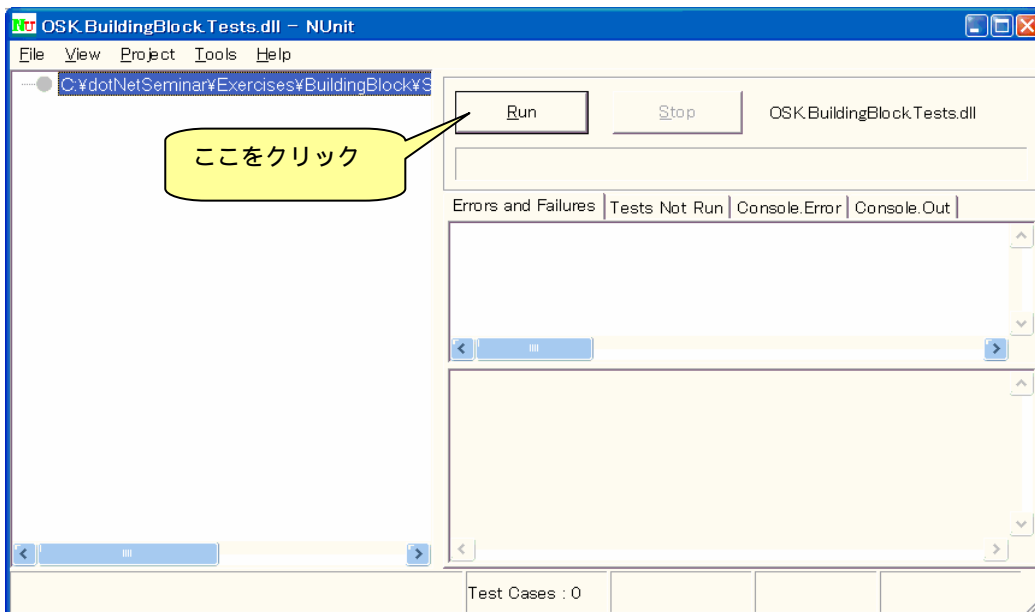 NU OSK.BuildingBlock.Tests.dll - NUnit
File View Project Tools Help
C:¥dotNetSeminar¥Exercises¥BuildingBlock¥S
Run
Stop
OSK.BuildingBlock.Tests.dll
ここをクリック
Errors and Failures
Tests Not Run
Console.Error
Console.Out
Test Cases : 0